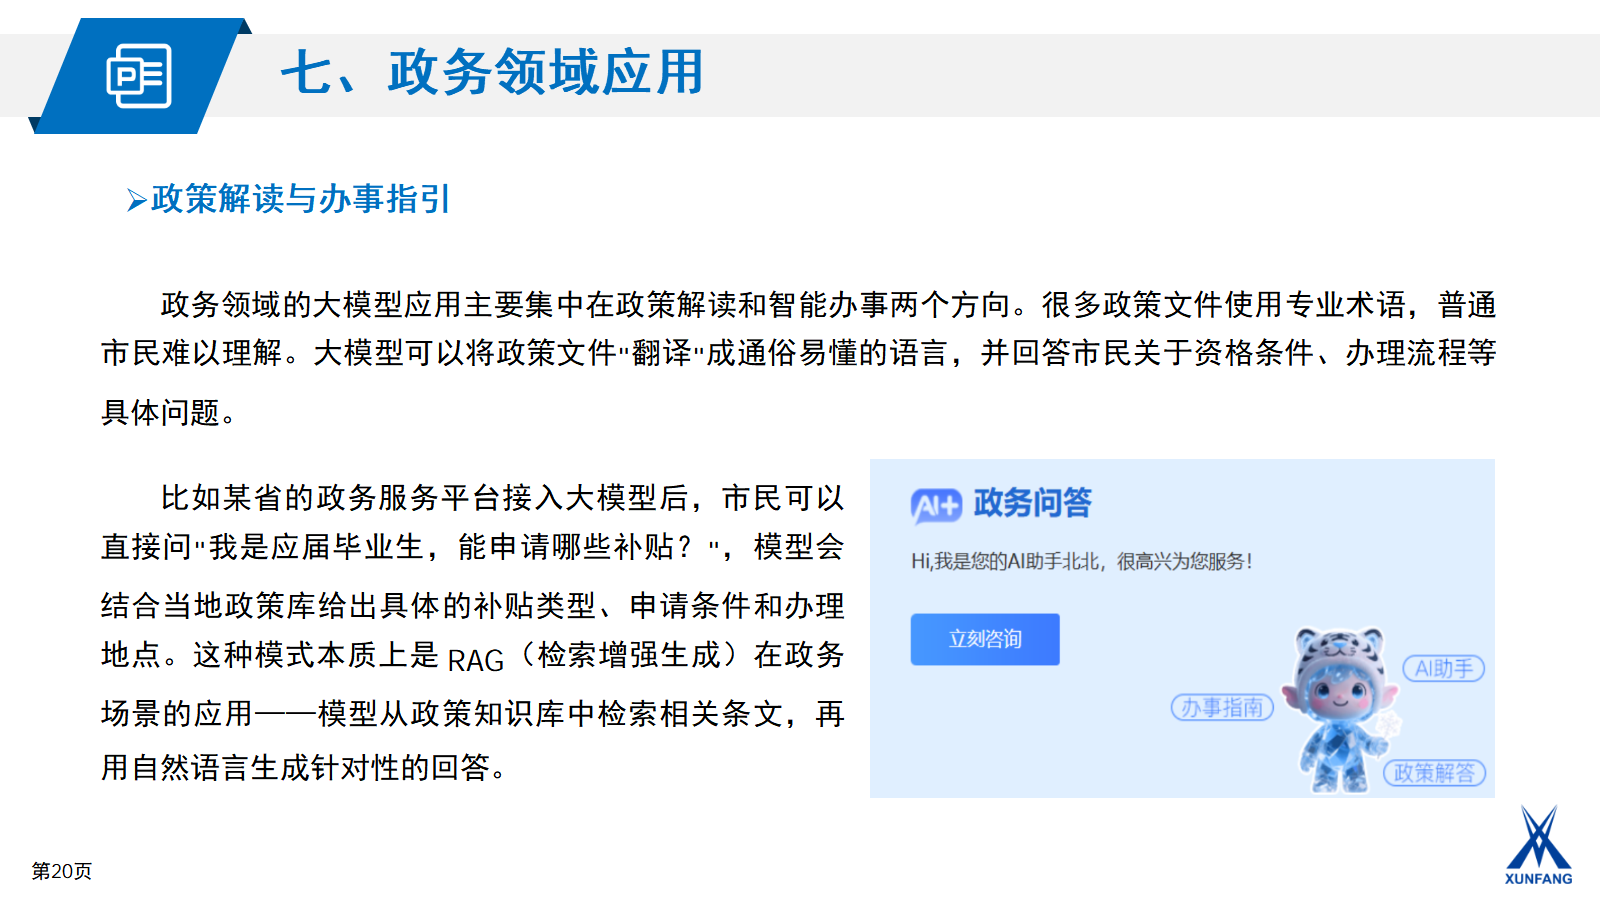 七、政务领域应用
➢政策解读与办事指引
政务领域的大模型应用主要集中在政策解读和智能办事两个方向。很多政策文件使用专业术语，普通
市民难以理解。大模型可以将政策文件"翻译"成通俗易懂的语言，并回答市民关于资格条件、办理流程等
具体问题。
比如某省的政务服务平台接入大模型后，市民可以
直接问"我是应届毕业生，能申请哪些补贴？"，模型会
结合当地政策库给出具体的补贴类型、申请条件和办理
地点。这种模式本质上是 RAG（检索增强生成）在政务
场景的应用——模型从政策知识库中检索相关条文，再
用自然语言生成针对性的回答。
AI+ 政务问答
Hi,我是您的AI助手北北，很高兴为您服务！
立刻咨询
AI助手
办事指南
政策解答
第20页
XUNFANG